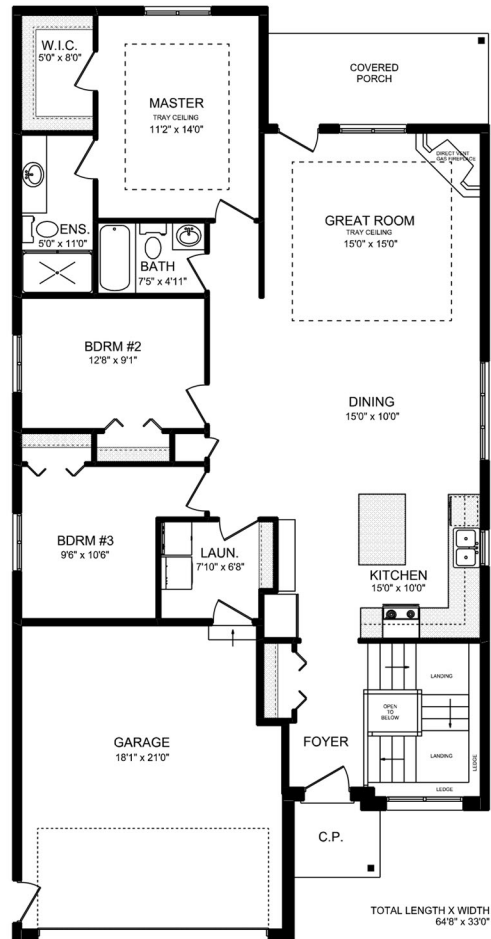 W.I.C.
5'0" x 8'0"
MASTER
TRAY CEILING
11'2" x 14'0"
COVERED
PORCH
DIRECT VENT
GAS FIREPLACE
GREAT ROOM
TRAY CEILING
15'0" x 15'0"
ENS.
5'0" x 11'0"
BATH
7'5" x 4'11"
BDRM #2
12'8" x 9'1"
DINING
15'0" x 10'0"
BDRM #3
9'6" x 10'6"
LAUN.
7'10" x 6'8"
KITCHEN
15'0" x 10'0"
LANDING
OPEN
TO
BELOW
LANDING
LEDGE
LEDGE
FOYER
GARAGE
18'1" x 21'0"
C.P.
TOTAL LENGTH X WIDTH
64'8" x 33'0"